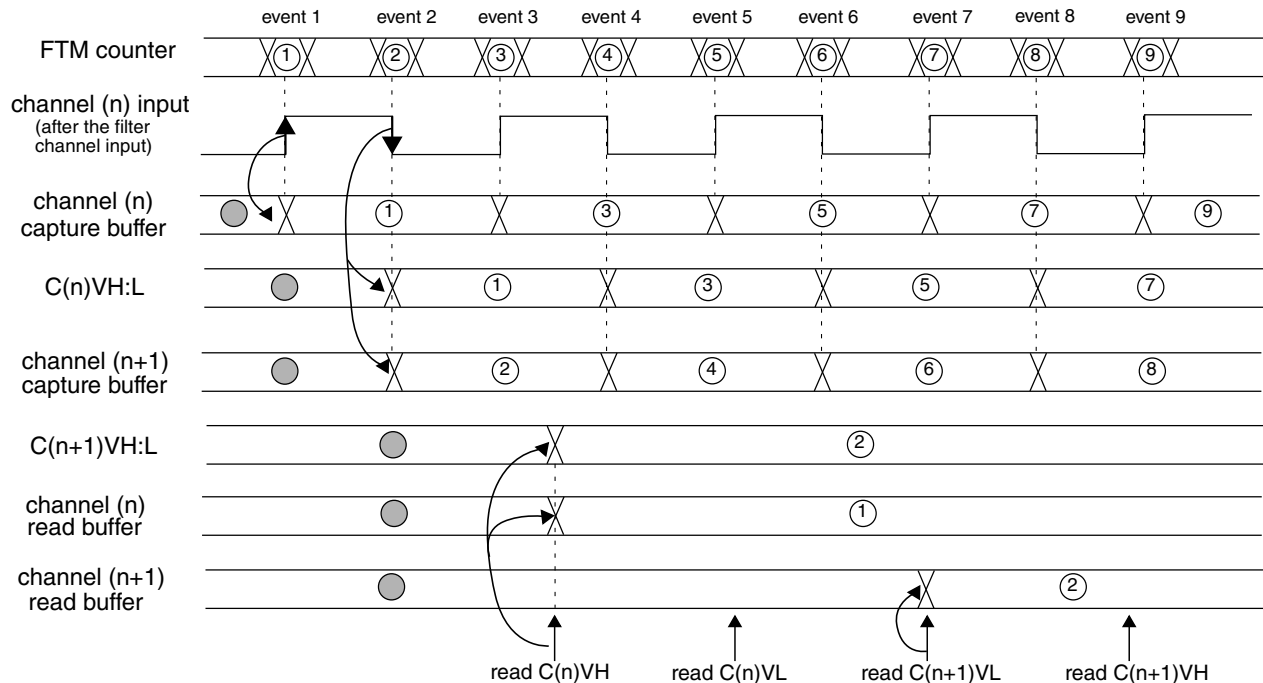 event 1 event 2 event 3 event 4 event 5 event 6 event 7 event 8 event 9
FTM counter
1 2 3 4 5 6 7 8 9
channel (n) input
(after the filter
channel input)
channel (n)
capture buffer
1 3 5 7 9
C(n)VH:L
1 3 5 7
channel (n+1)
capture buffer
2 4 6 8
C(n+1)VH:L
2
channel (n)
read buffer
1
channel (n+1)
read buffer
2
read C(n)VH read C(n)VL read C(n+1)VL read C(n+1)VH